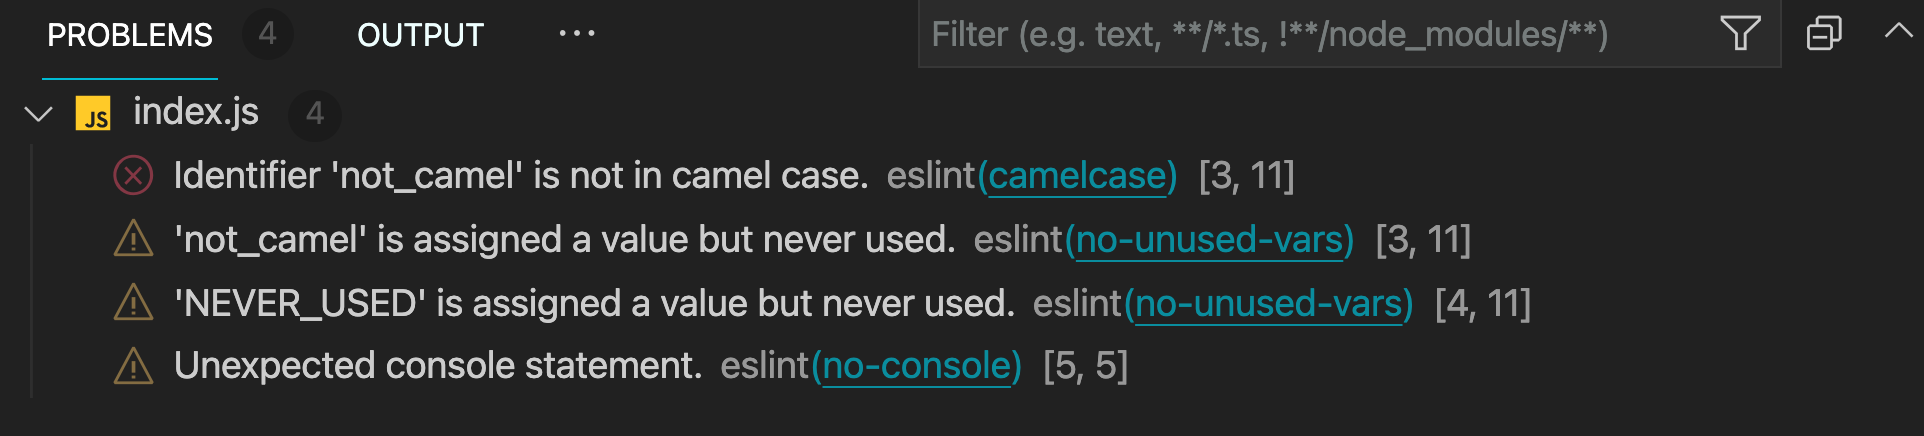 PROBLEMS 4 OUTPUT ··· Filter (e.g. text, **/*.ts, !**/node_modules/**)
JS index.js 4
Identifier 'not_camel' is not in camel case. eslint(camelcase) [3, 11]
'not_camel' is assigned a value but never used. eslint(no-unused-vars) [3, 11]
'NEVER_USED' is assigned a value but never used. eslint(no-unused-vars) [4, 11]
Unexpected console statement. eslint(no-console) [5, 5]